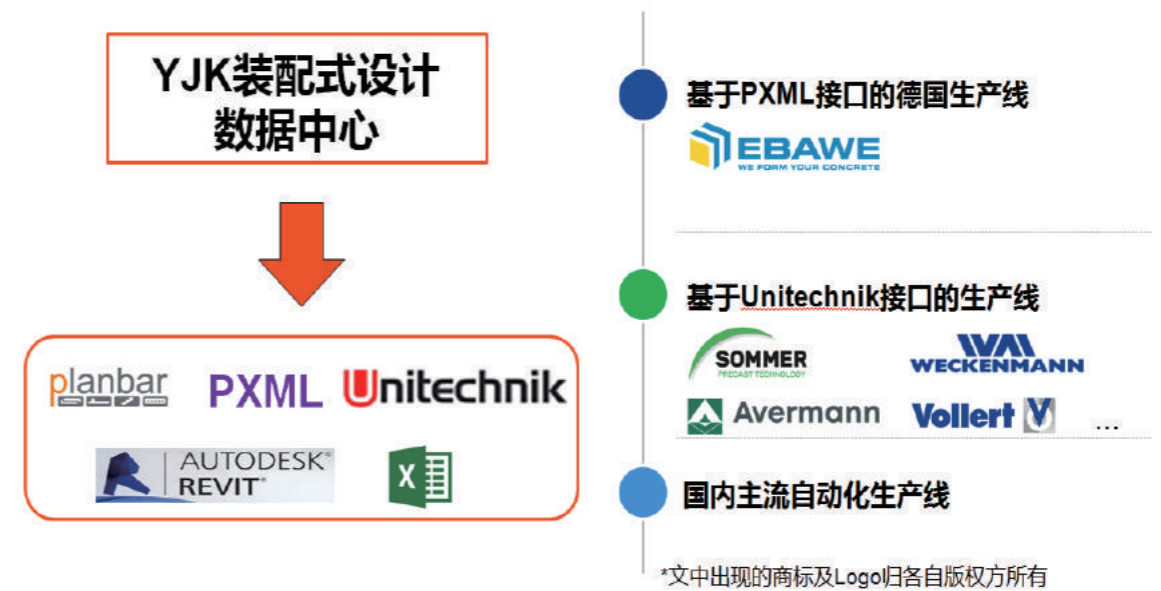 YJK装配式设计
数据中心
planbar
PXML
Unitechnik
AUTODESK®
REVIT®
X
基于PXML接口的德国生产线
EBAWE
WE FORM YOUR CONCRETE
基于Unitechnik接口的生产线
SOMMER
PRECAST TECHNOLOGY
WECKENMANN
Avermann
Vollert V
...
国内主流自动化生产线
*文中出现的商标及Logol归各自版权方所有